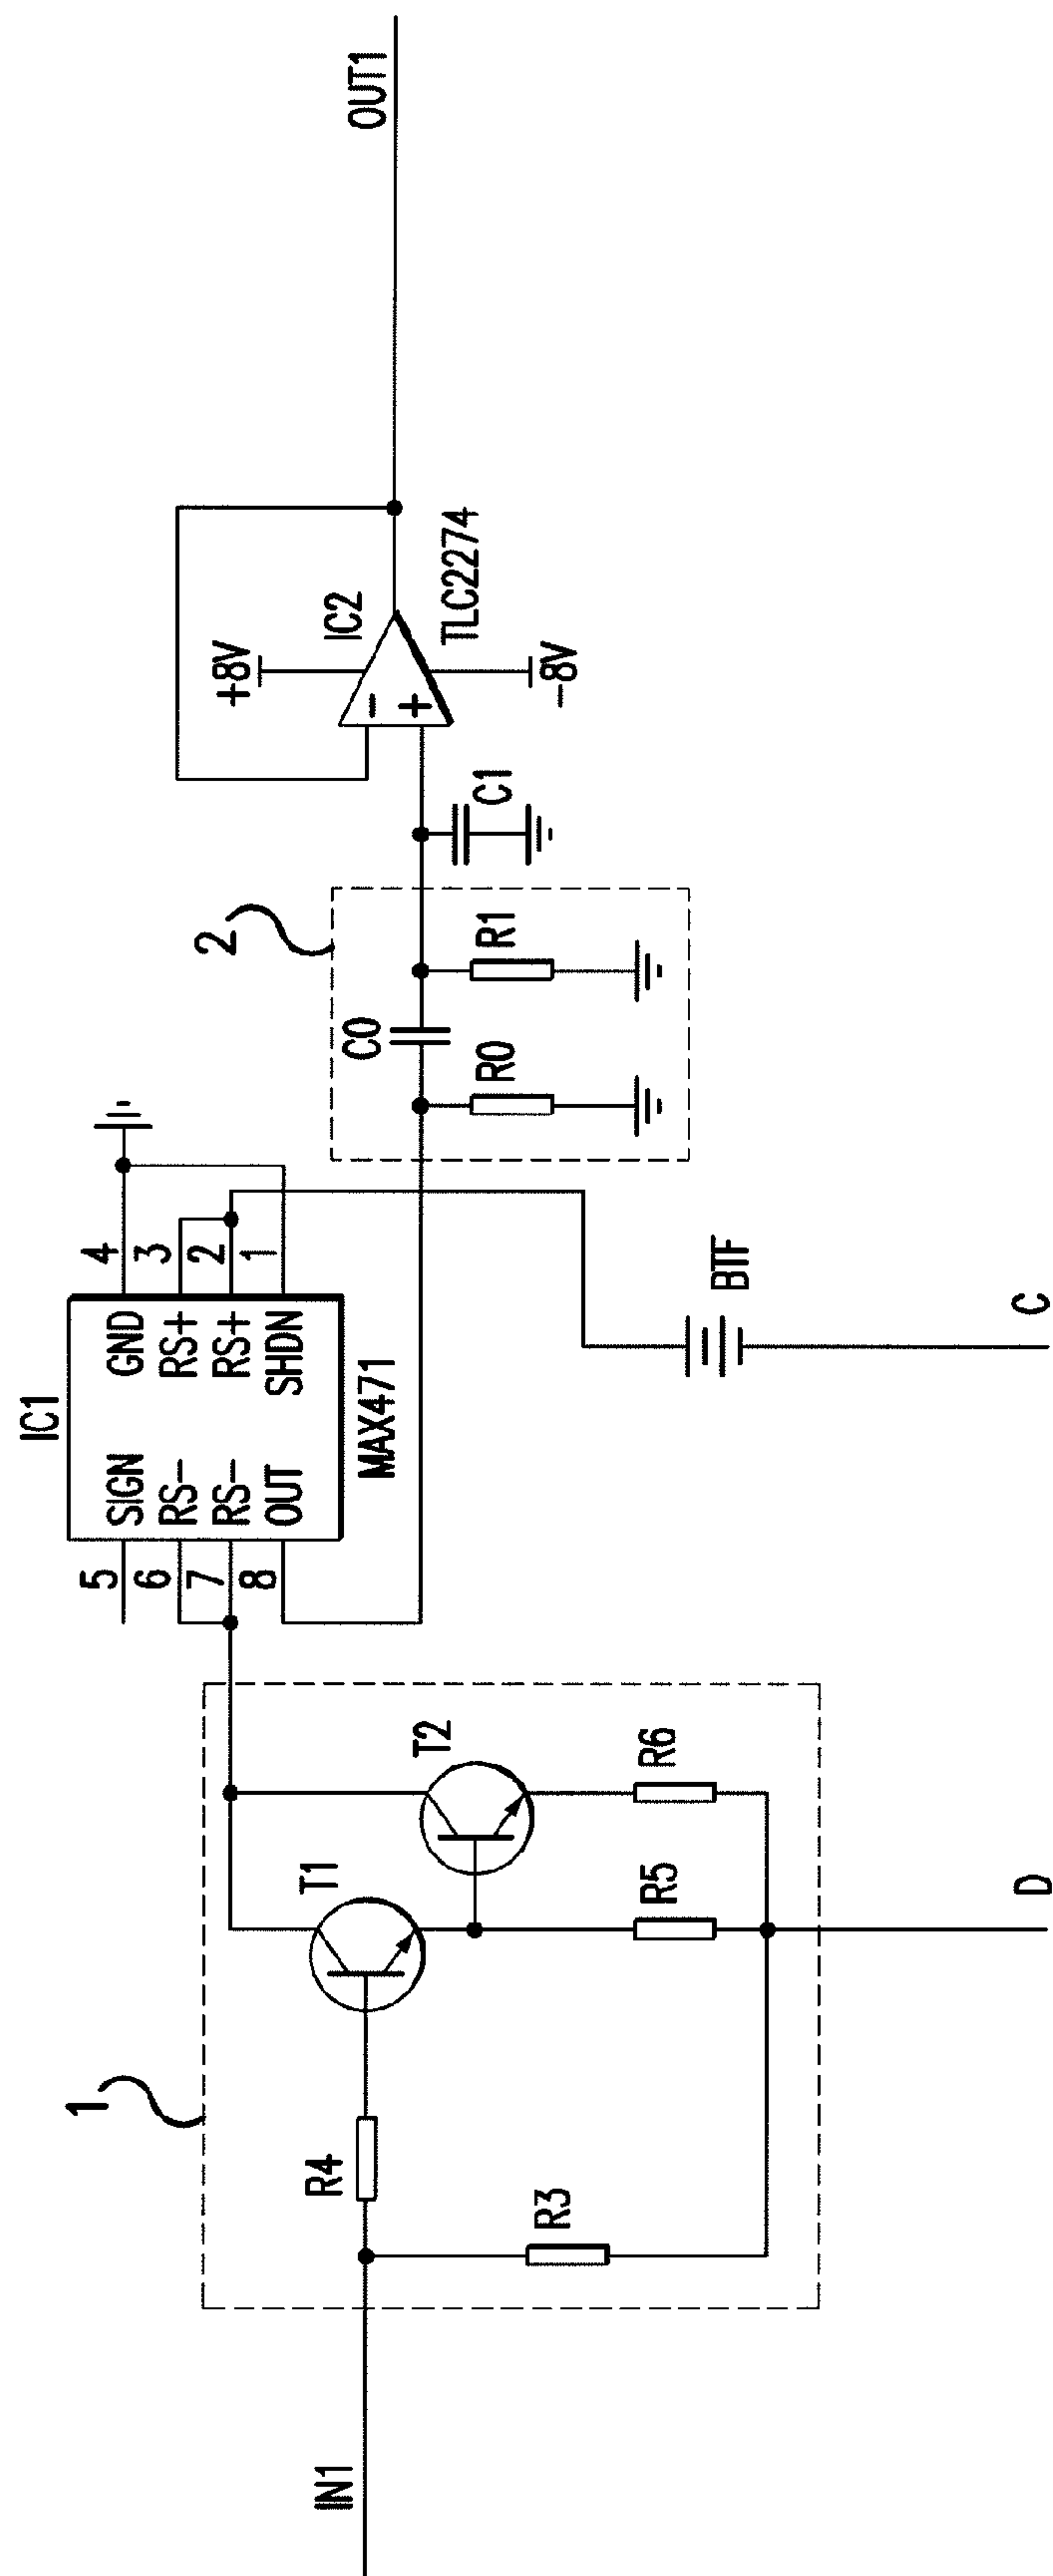 IN1
1
R4
R3
T1
T2
R5
R6
D
IC1
5
6
7
8
SIGN
RS-
RS-
OUT
GND
RS+
RS+
SHDN
4
3
2
1
MAX471
BTF
C
2
C0
R0
R1
C1
+8V
-8V
IC2
TLC2274
-
+
OUT1